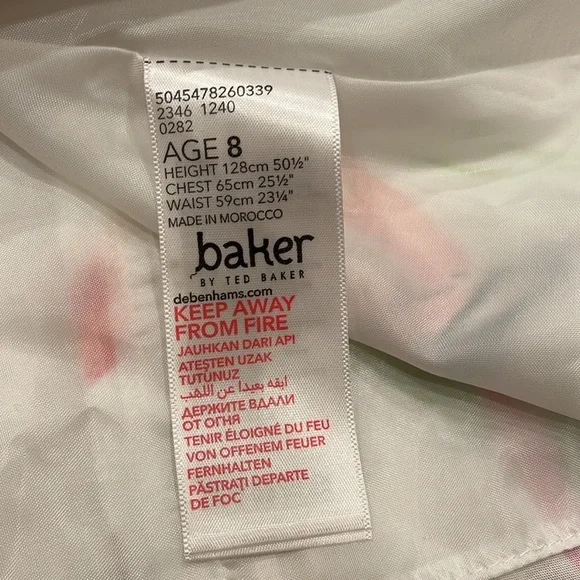 5045478260339
2346 1240
0282
AGE 8
HEIGHT 128cm 50½"
CHEST 65cm 25½"
WAIST 59cm 23¼"
MADE IN MOROCCO
baker
BY TED BAKER
debenhams.com
KEEP AWAY
FROM FIRE
JAUHKAN DARI API
ATEŞTEN UZAK
TUTUNUZ
ابقه بعيدا عن اللهب
ДЕРЖИТЕ ВДАЛИ
ОТ ОГНЯ
TENIR ÉLOIGNÉ DU FEU
VON OFFENEM FEUER
FERNHALTEN
PĂSTRAŢI DEPARTE
DE FOC